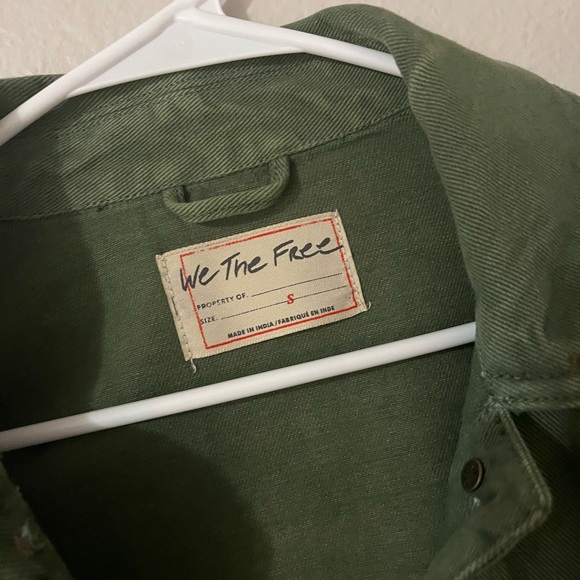 We The Free
PROPERTY OF.
SIZE. S
MADE IN INDIA / FABRIQUÉ EN INDE